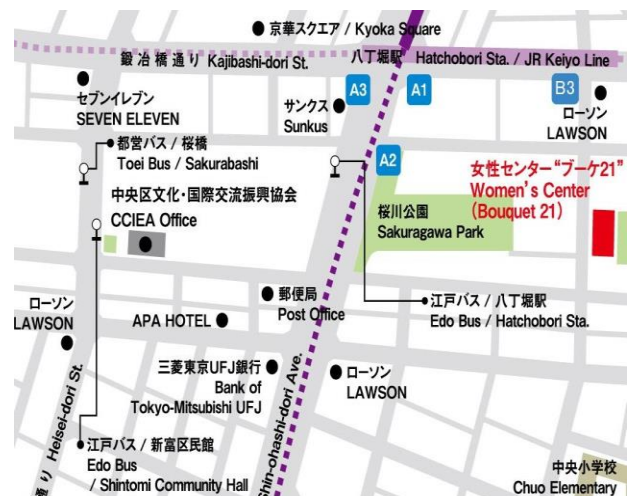 京華スクエア / Kyoka Square
鍛冶橋通り Kajibashi-dori St.
八丁堀駅 Hatchobori Sta. / JR Keiyo Line
セブンイレブン
SEVEN ELEVEN
サンクス
Sunkus
A3
A1
B3
ローソン
LAWSON
都営バス / 桜橋
Toei Bus / Sakurabashi
A2
女性センター“ブーケ21”
Women's Center
(Bouquet 21)
中央区文化・国際交流振興協会
CCIEA Office
桜川公園
Sakuragawa Park
郵便局
Post Office
江戸バス / 八丁堀駅
Edo Bus / Hatchobori Sta.
ローソン
LAWSON
APA HOTEL
三菱東京UFJ銀行
Bank of
Tokyo-Mitsubishi UFJ
ローソン
LAWSON
通り Heisei-dori St.
Shin-ohashi-dori Ave.
江戸バス / 新富区民館
Edo Bus
/ Shintomi Community Hall
中央小学校
Chuo Elementary